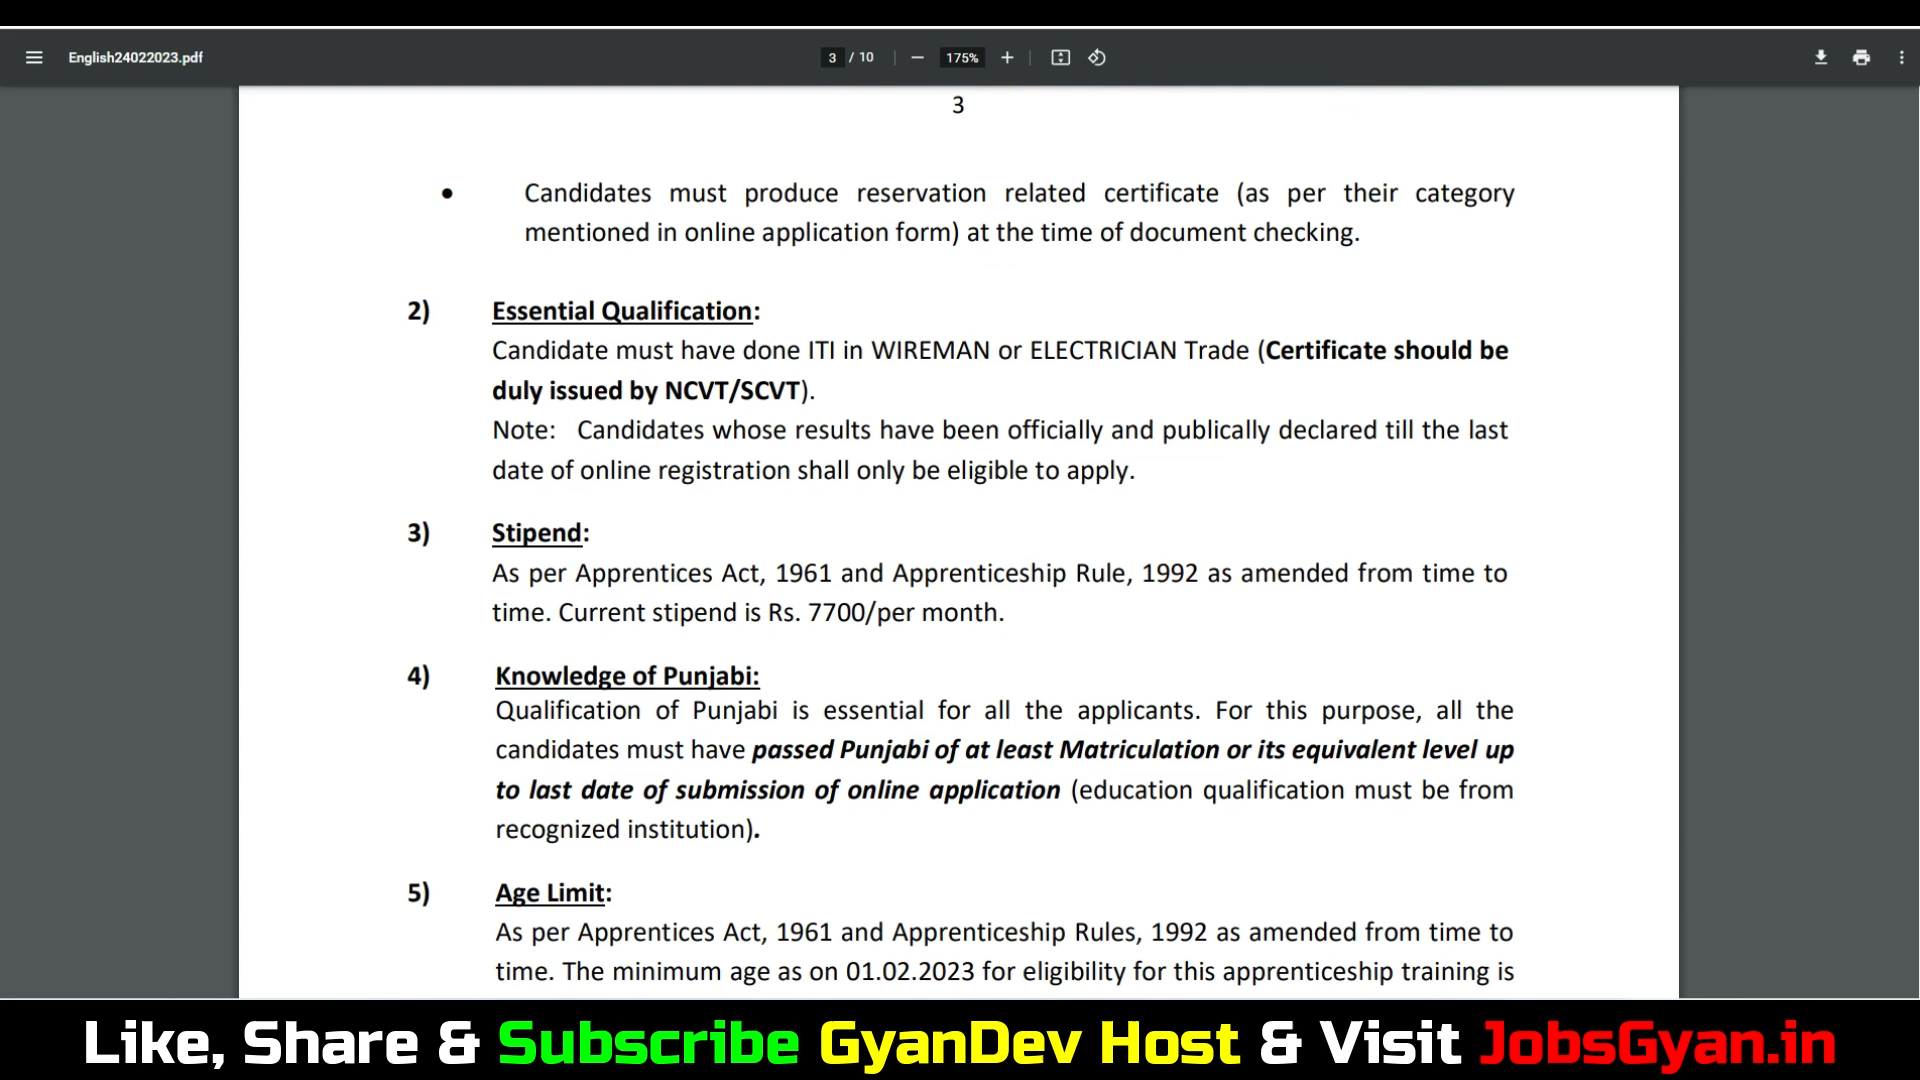 English24022023.pdf
3 / 10
175%
3
• Candidates must produce reservation related certificate (as per their category
mentioned in online application form) at the time of document checking.
2) Essential Qualification:
Candidate must have done ITI in WIREMAN or ELECTRICIAN Trade (Certificate should be
duly issued by NCVT/SCVT).
Note: Candidates whose results have been officially and publically declared till the last
date of online registration shall only be eligible to apply.
3) Stipend:
As per Apprentices Act, 1961 and Apprenticeship Rule, 1992 as amended from time to
time. Current stipend is Rs. 7700/per month.
4) Knowledge of Punjabi:
Qualification of Punjabi is essential for all the applicants. For this purpose, all the
candidates must have passed Punjabi of at least Matriculation or its equivalent level up
to last date of submission of online application (education qualification must be from
recognized institution).
5) Age Limit:
As per Apprentices Act, 1961 and Apprenticeship Rules, 1992 as amended from time to
time. The minimum age as on 01.02.2023 for eligibility for this apprenticeship training is
Like, Share & Subscribe GyanDev Host & Visit JobsGyan.in